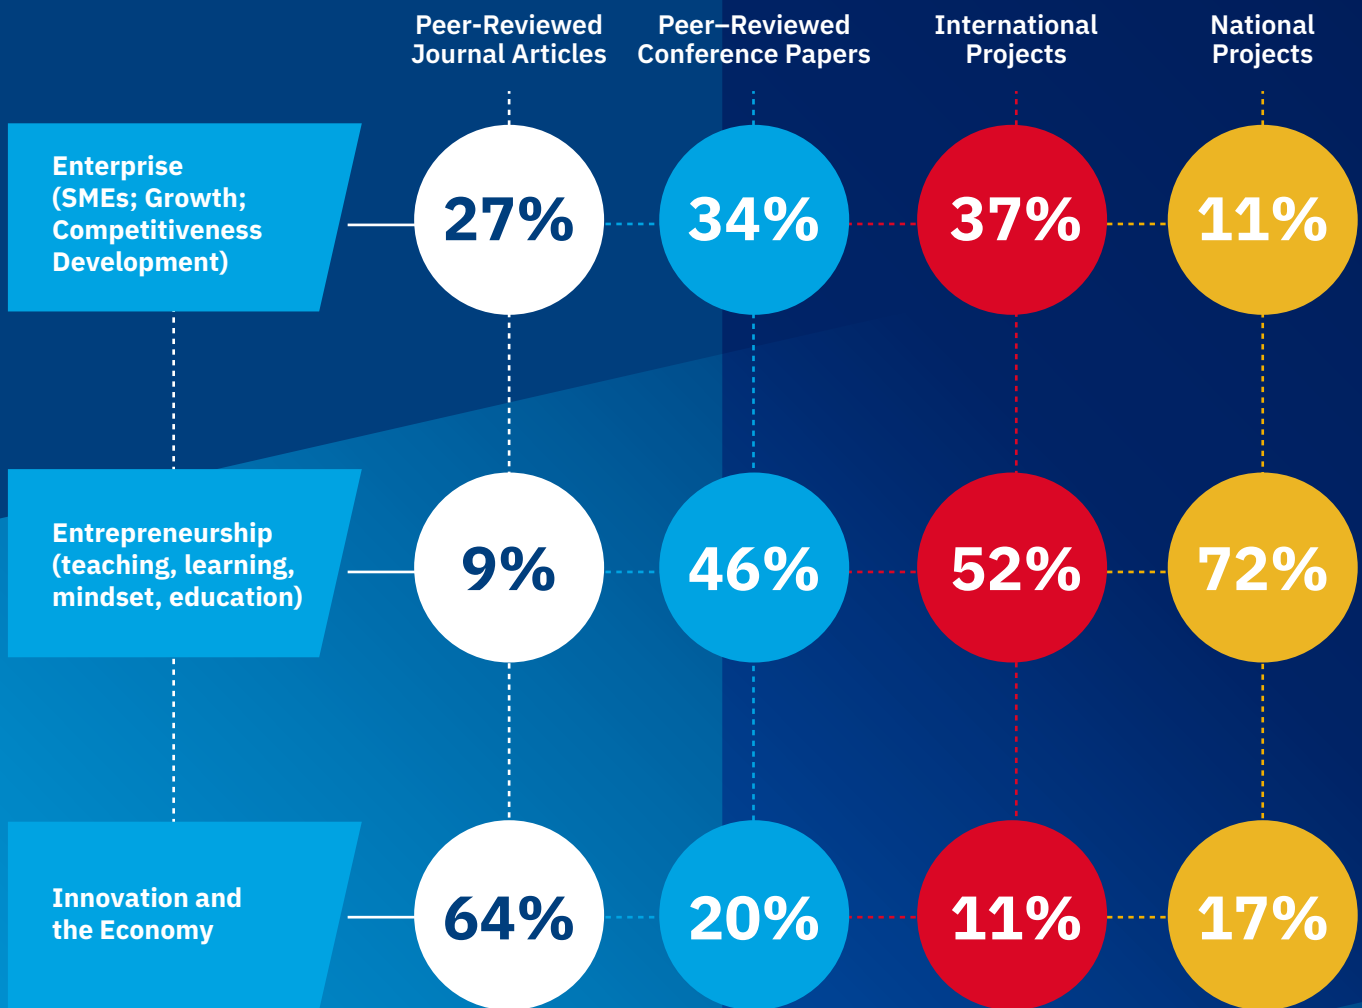 Peer-Reviewed
Journal Articles
Peer–Reviewed
Conference Papers
International
Projects
National
Projects
Enterprise
(SMEs; Growth;
Competitiveness
Development)
27%
34%
37%
11%
Entrepreneurship
(teaching, learning,
mindset, education)
9%
46%
52%
72%
Innovation and
the Economy
64%
20%
11%
17%